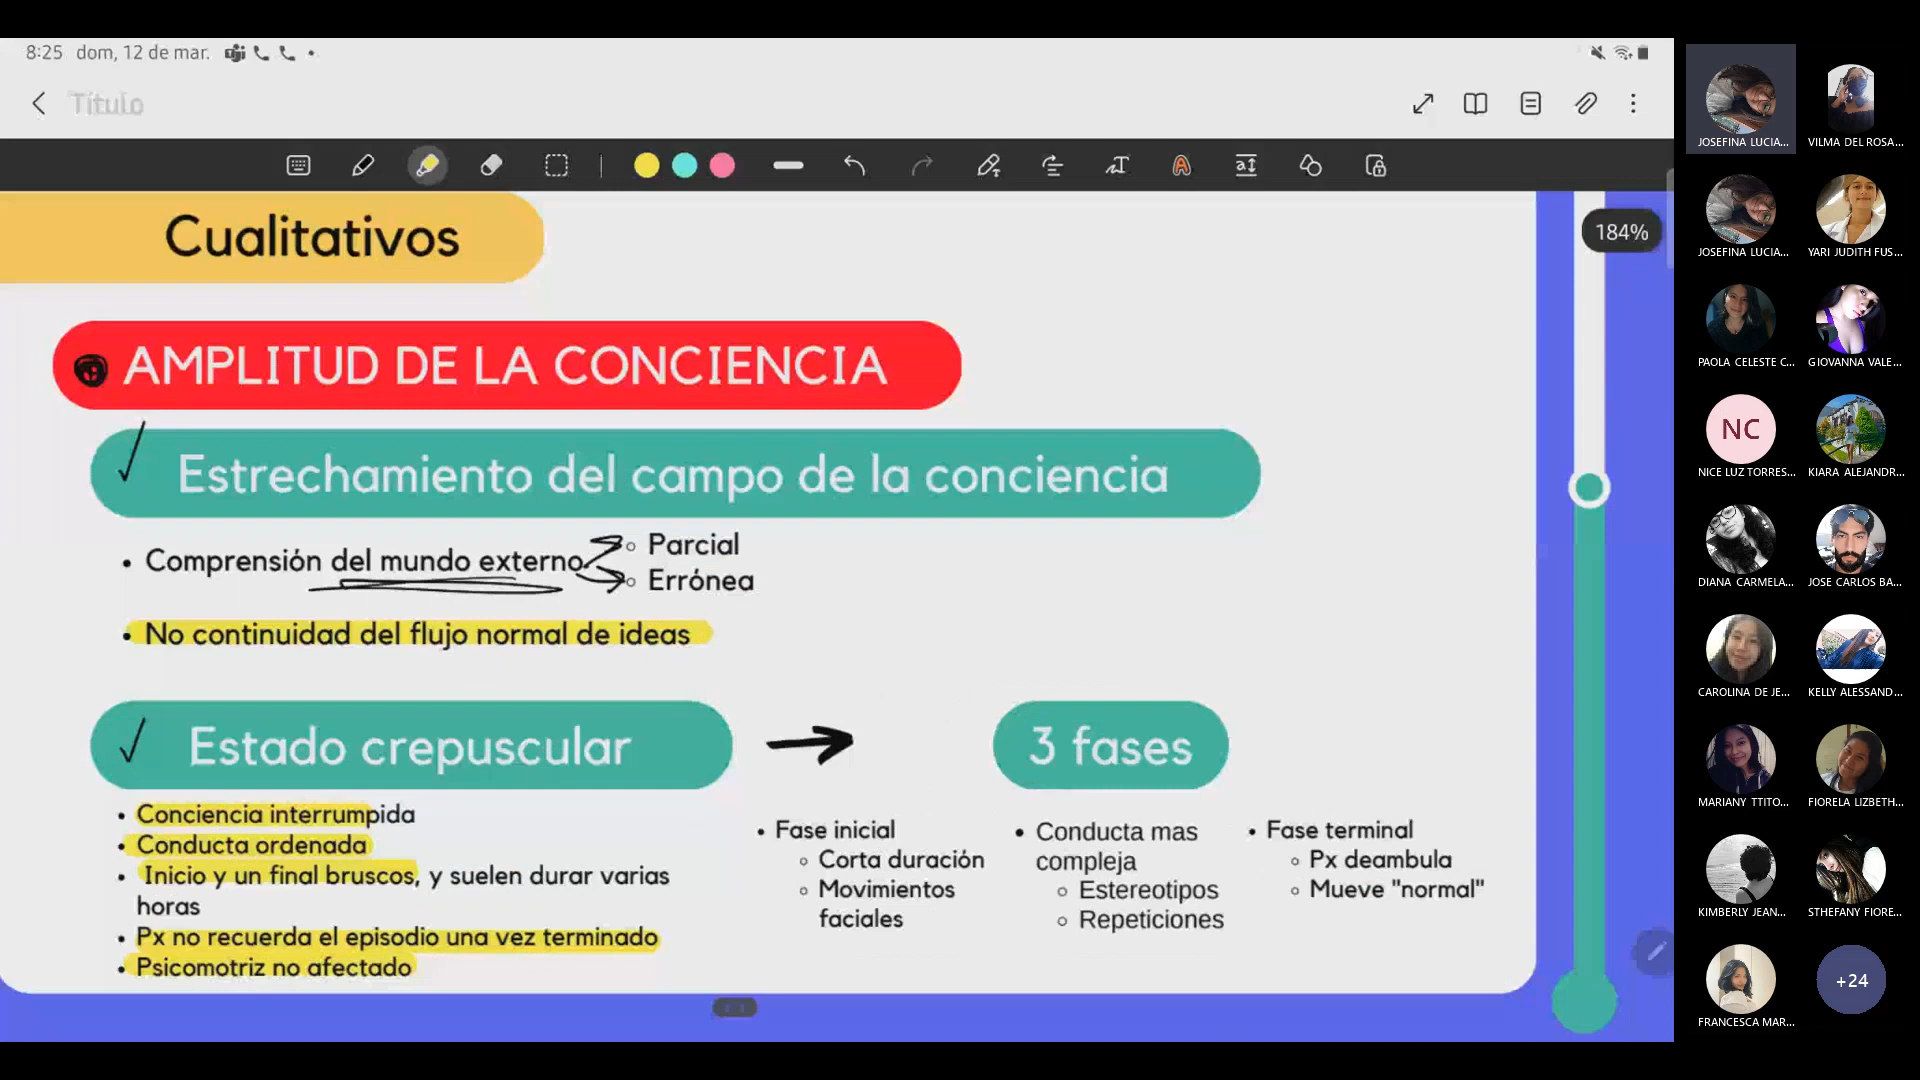 8:25 dom, 12 de mar.
Título
184%
Cualitativos
AMPLITUD DE LA CONCIENCIA
Estrechamiento del campo de la conciencia
• Comprensión del mundo externo
◦ Parcial
◦ Errónea
• No continuidad del flujo normal de ideas
Estado crepuscular
3 fases
• Conciencia interrumpida
• Conducta ordenada
• Inicio y un final bruscos, y suelen durar varias
horas
• Px no recuerda el episodio una vez terminado
• Psicomotriz no afectado
• Fase inicial
◦ Corta duración
◦ Movimientos
faciales
• Conducta mas
compleja
◦ Estereotipos
◦ Repeticiones
• Fase terminal
◦ Px deambula
◦ Mueve "normal"
JOSEFINA LUCIA...
VILMA DEL ROSA...
JOSEFINA LUCIA...
YARI JUDITH FUS...
PAOLA CELESTE C...
GIOVANNA VALE...
NC
NICE LUZ TORRES...
KIARA ALEJANDR...
DIANA CARMELA...
JOSE CARLOS BA...
CAROLINA DE JE...
KELLY ALESSAND...
MARIANY TTITO...
FIORELA LIZBETH...
KIMBERLY JEAN...
STHEFANY FIORE...
FRANCESCA MAR...
+24